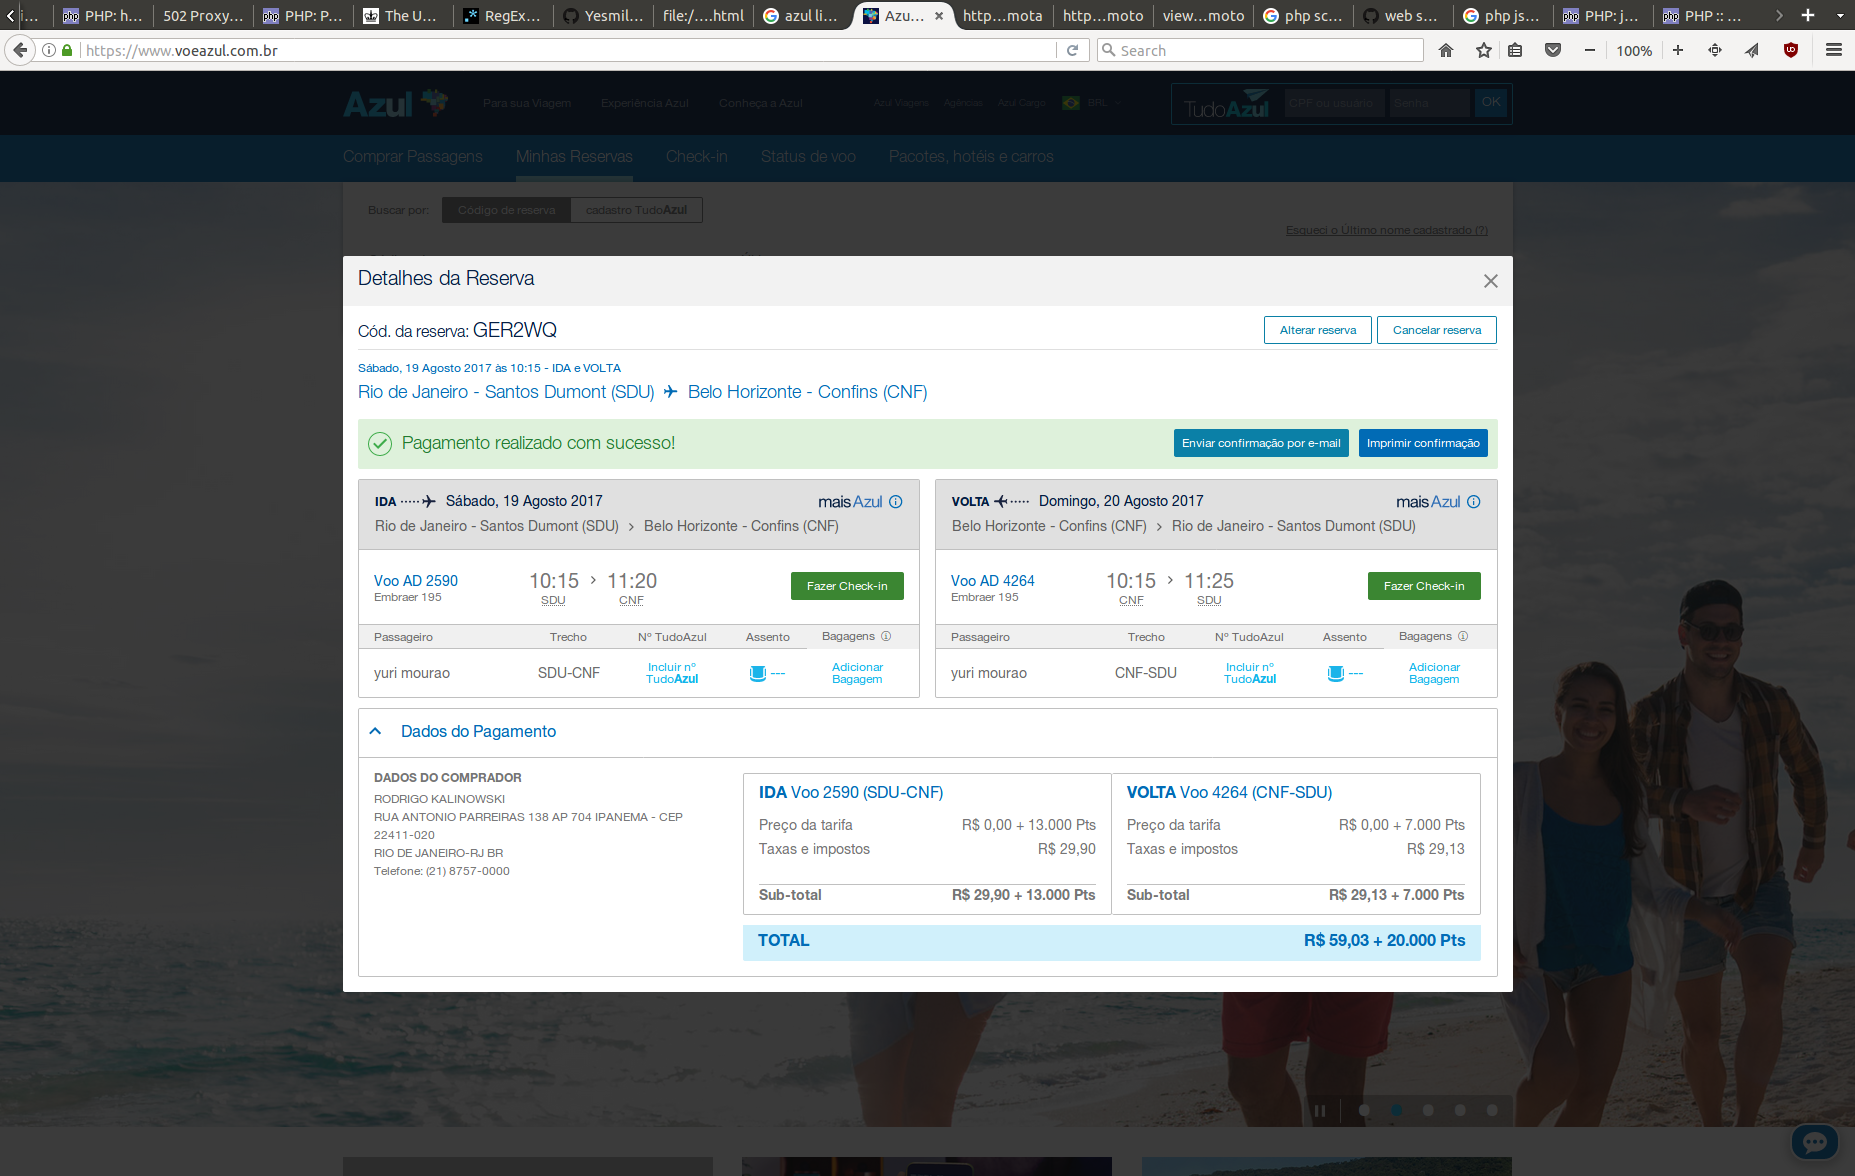 i...
PHP: h...
502 Proxy...
PHP: P...
The U...
RegEx...
Yesmil...
file:/....html
azul li...
Azu...
http...mota
http...moto
view...moto
php sc...
web s...
php js...
PHP: j...
PHP :: ...
https://www.voeazul.com.br
Search
100%
Azul
Para sua Viagem
Experiência Azul
Conheça a Azul
Azul Viagens
Agências
Azul Cargo
BRL
TudoAzul
CPF ou usuário
Senha
OK
Comprar Passagens
Minhas Reservas
Check-in
Status de voo
Pacotes, hotéis e carros
Buscar por:
Código de reserva
cadastro TudoAzul
Esqueci o Último nome cadastrado (?)
Detalhes da Reserva
Cód. da reserva: GER2WQ
Alterar reserva
Cancelar reserva
Sábado, 19 Agosto 2017 às 10:15 - IDA e VOLTA
Rio de Janeiro - Santos Dumont (SDU) Belo Horizonte - Confins (CNF)
Pagamento realizado com sucesso!
Enviar confirmação por e-mail
Imprimir confirmação
IDA Sábado, 19 Agosto 2017
maisAzul
Rio de Janeiro - Santos Dumont (SDU) > Belo Horizonte - Confins (CNF)
Voo AD 2590
Embraer 195
10:15 > 11:20
SDU CNF
Fazer Check-in
Passageiro Trecho Nº TudoAzul Assento Bagagens
yuri mourao SDU-CNF Incluir nº TudoAzul --- Adicionar Bagagem
VOLTA Domingo, 20 Agosto 2017
maisAzul
Belo Horizonte - Confins (CNF) > Rio de Janeiro - Santos Dumont (SDU)
Voo AD 4264
Embraer 195
10:15 > 11:25
CNF SDU
Fazer Check-in
Passageiro Trecho Nº TudoAzul Assento Bagagens
yuri mourao CNF-SDU Incluir nº TudoAzul --- Adicionar Bagagem
Dados do Pagamento
DADOS DO COMPRADOR
RODRIGO KALINOWSKI
RUA ANTONIO PARREIRAS 138 AP 704 IPANEMA - CEP
22411-020
RIO DE JANEIRO-RJ BR
Telefone: (21) 8757-0000
IDA Voo 2590 (SDU-CNF)
Preço da tarifa R$ 0,00 + 13.000 Pts
Taxas e impostos R$ 29,90
Sub-total R$ 29,90 + 13.000 Pts
VOLTA Voo 4264 (CNF-SDU)
Preço da tarifa R$ 0,00 + 7.000 Pts
Taxas e impostos R$ 29,13
Sub-total R$ 29,13 + 7.000 Pts
TOTAL R$ 59,03 + 20.000 Pts